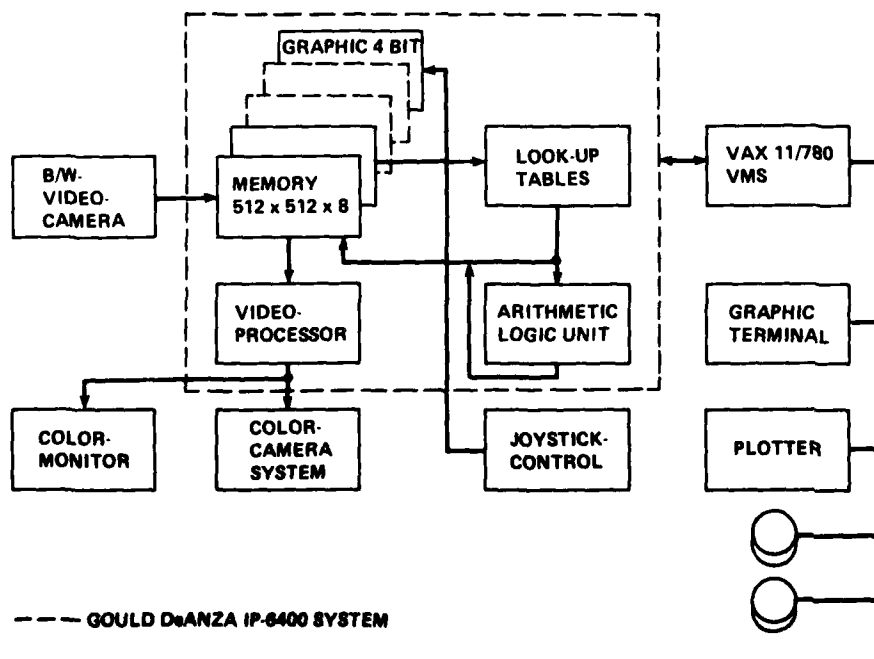 GRAPHIC 4 BIT
B/W-
VIDEO-
CAMERA
MEMORY
512 x 512 x 8
LOOK-UP
TABLES
VAX 11/780
VMS
VIDEO-
PROCESSOR
ARITHMETIC
LOGIC UNIT
GRAPHIC
TERMINAL
COLOR-
MONITOR
COLOR-
CAMERA
SYSTEM
JOYSTICK-
CONTROL
PLOTTER
GOULD DeANZA IP-6400 SYSTEM